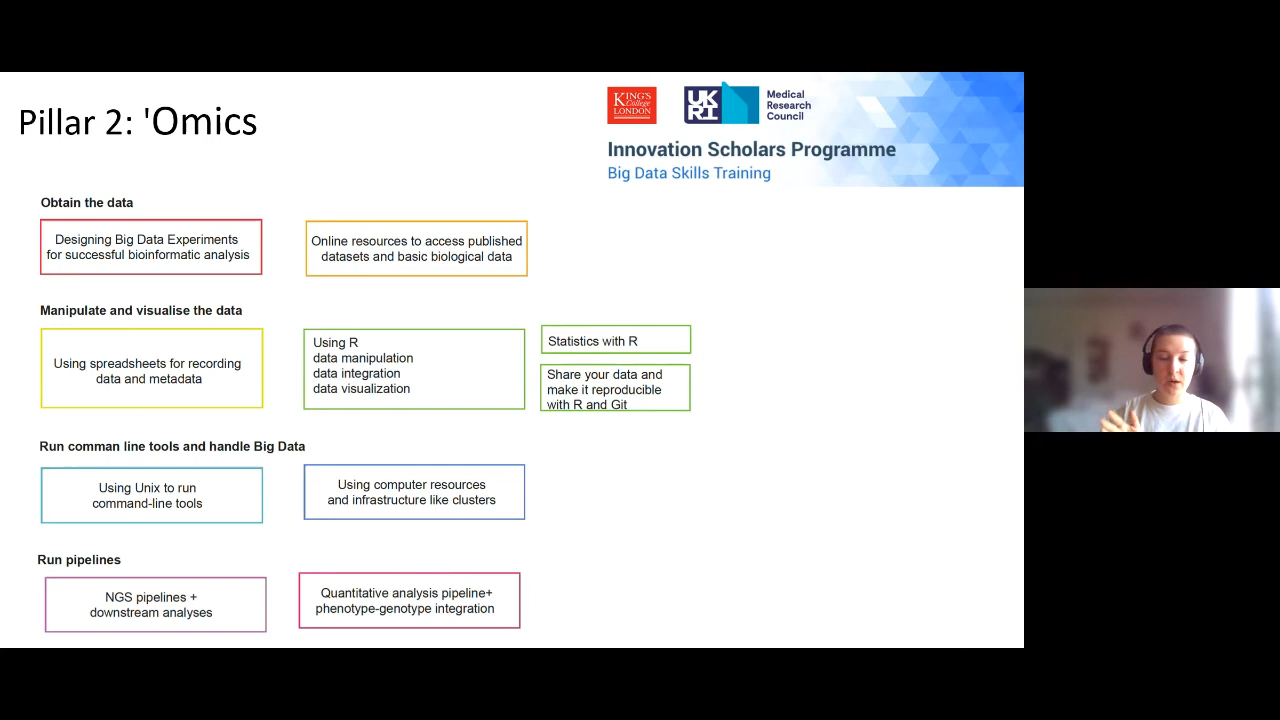 Pillar 2: 'Omics
KING'S
College
LONDON
UK
RI
Medical
Research
Council
Innovation Scholars Programme
Big Data Skills Training
Obtain the data
Designing Big Data Experiments
for successful bioinformatic analysis
Online resources to access published
datasets and basic biological data
Manipulate and visualise the data
Using spreadsheets for recording
data and metadata
Using R
data manipulation
data integration
data visualization
Statistics with R
Share your data and
make it reproducible
with R and Git
Run comman line tools and handle Big Data
Using Unix to run
command-line tools
Using computer resources
and infrastructure like clusters
Run pipelines
NGS pipelines +
downstream analyses
Quantitative analysis pipeline+
phenotype-genotype integration